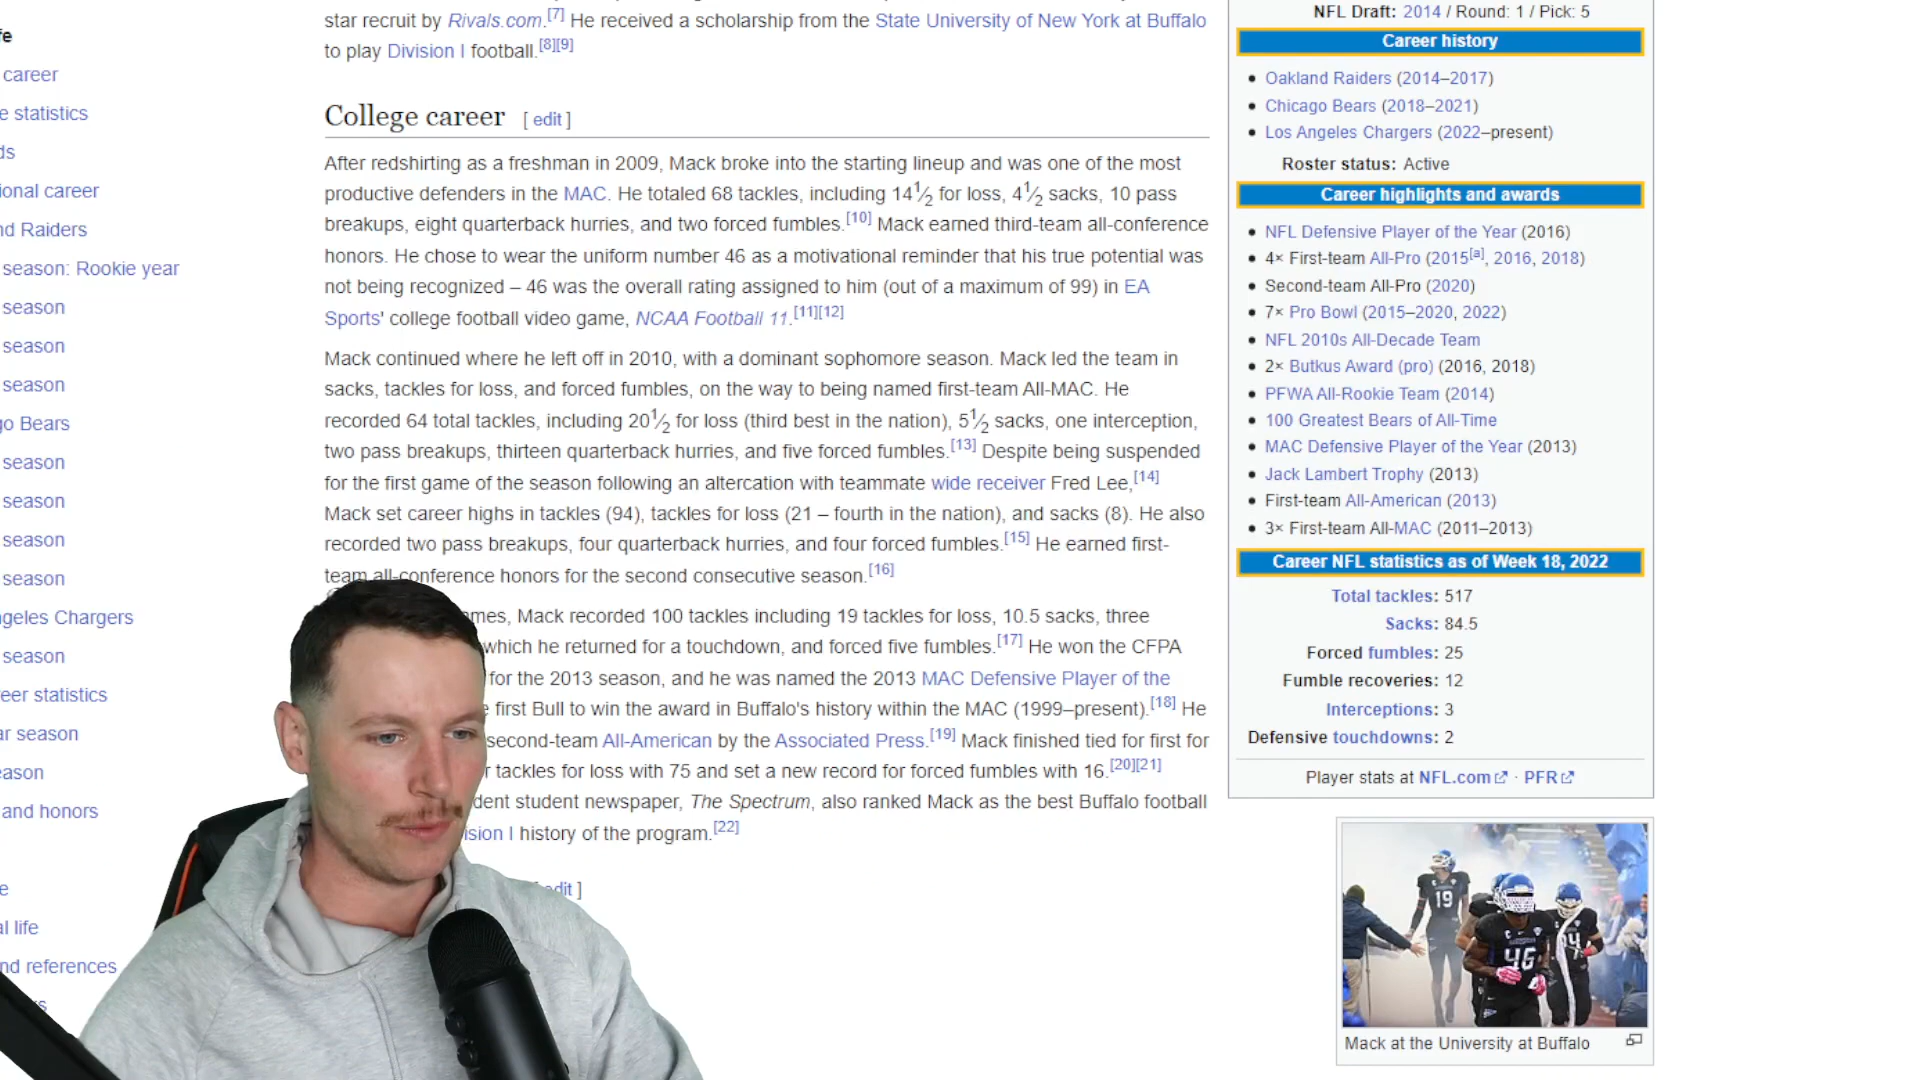 star recruit by Rivals.com.[7] He received a scholarship from the State University of New York at Buffalo
to play Division I football.[8][9]
College career [ edit ]
After redshirting as a freshman in 2009, Mack broke into the starting lineup and was one of the most
productive defenders in the MAC. He totaled 68 tackles, including 14½ for loss, 4½ sacks, 10 pass
breakups, eight quarterback hurries, and two forced fumbles.[10] Mack earned third-team all-conference
honors. He chose to wear the uniform number 46 as a motivational reminder that his true potential was
not being recognized – 46 was the overall rating assigned to him (out of a maximum of 99) in EA
Sports' college football video game, NCAA Football 11.[11][12]
Mack continued where he left off in 2010, with a dominant sophomore season. Mack led the team in
sacks, tackles for loss, and forced fumbles, on the way to being named first-team All-MAC. He
recorded 64 total tackles, including 20½ for loss (third best in the nation), 5½ sacks, one interception,
two pass breakups, thirteen quarterback hurries, and five forced fumbles.[13] Despite being suspended
for the first game of the season following an altercation with teammate wide receiver Fred Lee,[14]
Mack set career highs in tackles (94), tackles for loss (21 – fourth in the nation), and sacks (8). He also
recorded two pass breakups, four quarterback hurries, and four forced fumbles.[15] He earned first-
team all-conference honors for the second consecutive season.[16]
mes, Mack recorded 100 tackles including 19 tackles for loss, 10.5 sacks, three
which he returned for a touchdown, and forced five fumbles.[17] He won the CFPA
for the 2013 season, and he was named the 2013 MAC Defensive Player of the
e first Bull to win the award in Buffalo's history within the MAC (1999–present).[18] He
second-team All-American by the Associated Press.[19] Mack finished tied for first for
r tackles for loss with 75 and set a new record for forced fumbles with 16.[20][21]
dent student newspaper, The Spectrum, also ranked Mack as the best Buffalo football
ision I history of the program.[22]
edit ]
fe
career
e statistics
ds
ional career
nd Raiders
season: Rookie year
season
season
season
go Bears
season
season
season
season
ngeles Chargers
season
eer statistics
ar season
eason
and honors
e
al life
nd references
rs
NFL Draft: 2014 / Round: 1 / Pick: 5
Career history
• Oakland Raiders (2014–2017)
• Chicago Bears (2018–2021)
• Los Angeles Chargers (2022–present)
Roster status: Active
Career highlights and awards
• NFL Defensive Player of the Year (2016)
• 4× First-team All-Pro (2015[a], 2016, 2018)
• Second-team All-Pro (2020)
• 7× Pro Bowl (2015–2020, 2022)
• NFL 2010s All-Decade Team
• 2× Butkus Award (pro) (2016, 2018)
• PFWA All-Rookie Team (2014)
• 100 Greatest Bears of All-Time
• MAC Defensive Player of the Year (2013)
• Jack Lambert Trophy (2013)
• First-team All-American (2013)
• 3× First-team All-MAC (2011–2013)
Career NFL statistics as of Week 18, 2022
Total tackles: 517
Sacks: 84.5
Forced fumbles: 25
Fumble recoveries: 12
Interceptions: 3
Defensive touchdowns: 2
Player stats at NFL.com · PFR
19
46
Mack at the University at Buffalo